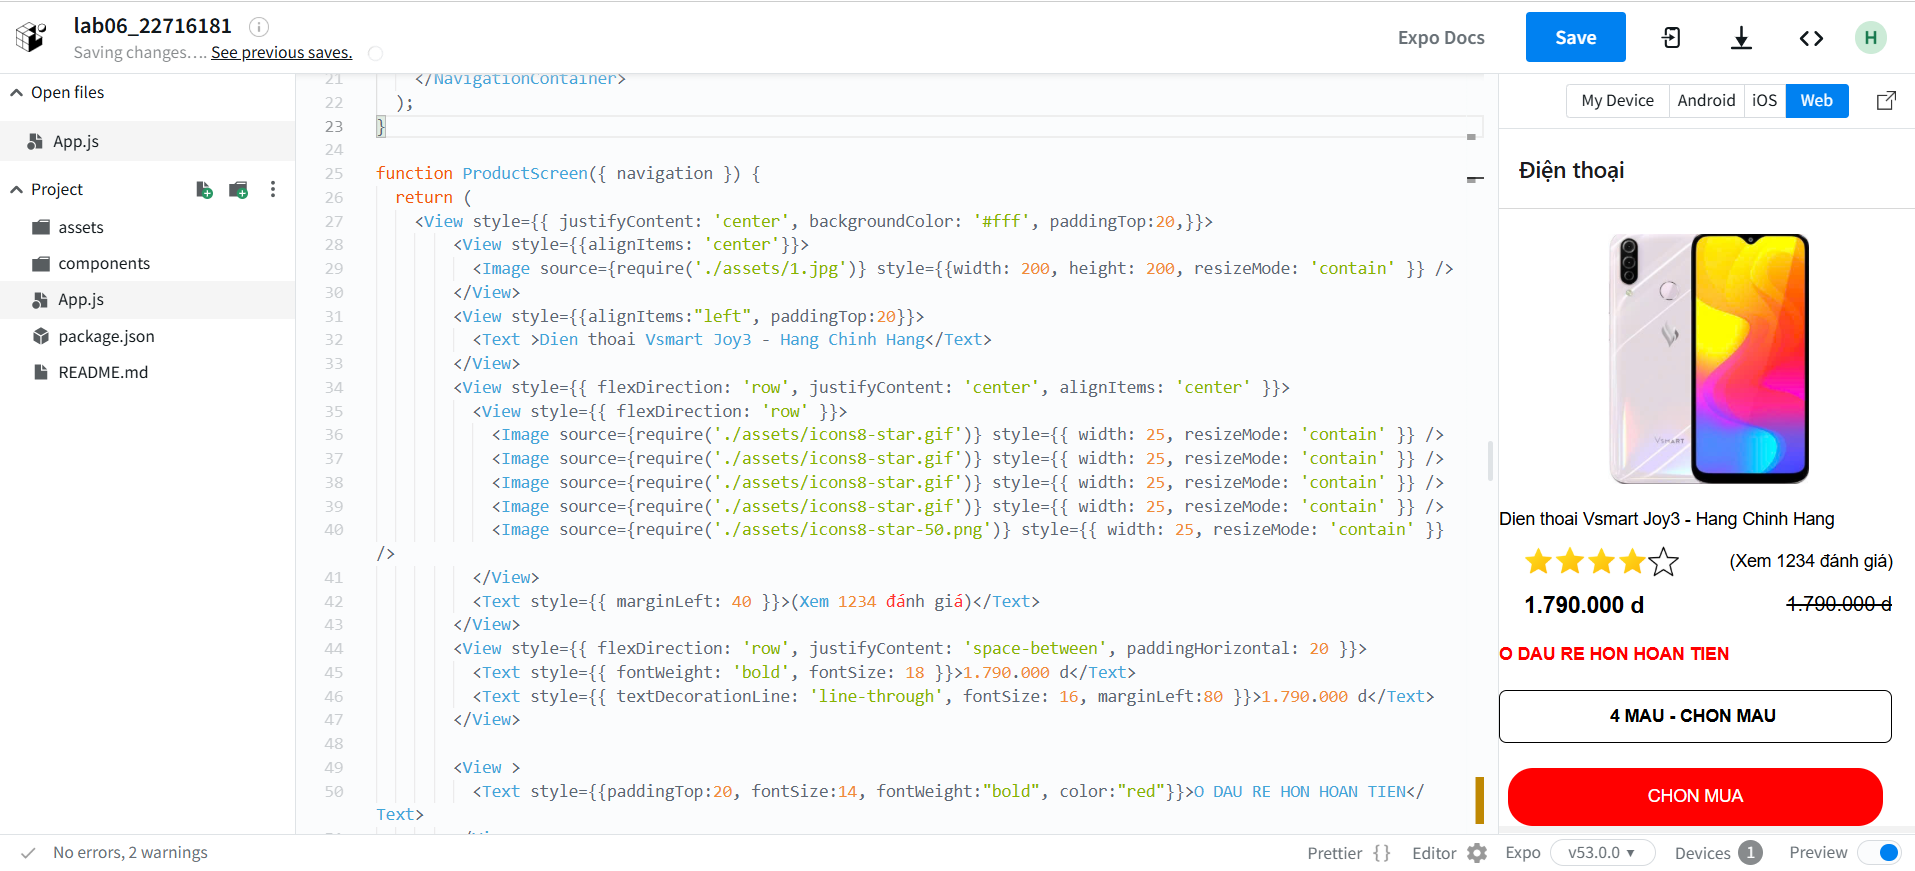 lab06_22716181
Saving changes.... See previous saves.
Expo Docs
Save
H
Open files
App.js
Project
assets
components
App.js
package.json
README.md
21 </NavigationContainer>
22 );
23 }
24
25 function ProductScreen({ navigation }) {
26 return (
27 <View style={{ justifyContent: 'center', backgroundColor: '#fff', paddingTop:20,}}>
28 <View style={{alignItems: 'center'}}>
29 <Image source={require('./assets/1.jpg')} style={{width: 200, height: 200, resizeMode: 'contain' }} />
30 </View>
31 <View style={{alignItems:"left", paddingTop:20}}>
32 <Text >Dien thoai Vsmart Joy3 - Hang Chinh Hang</Text>
33 </View>
34 <View style={{ flexDirection: 'row', justifyContent: 'center', alignItems: 'center' }}>
35 <View style={{ flexDirection: 'row' }}>
36 <Image source={require('./assets/icons8-star.gif')} style={{ width: 25, resizeMode: 'contain' }} />
37 <Image source={require('./assets/icons8-star.gif')} style={{ width: 25, resizeMode: 'contain' }} />
38 <Image source={require('./assets/icons8-star.gif')} style={{ width: 25, resizeMode: 'contain' }} />
39 <Image source={require('./assets/icons8-star.gif')} style={{ width: 25, resizeMode: 'contain' }} />
40 <Image source={require('./assets/icons8-star-50.png')} style={{ width: 25, resizeMode: 'contain' }}
/>
41 </View>
42 <Text style={{ marginLeft: 40 }}>(Xem 1234 đánh giá)</Text>
43 </View>
44 <View style={{ flexDirection: 'row', justifyContent: 'space-between', paddingHorizontal: 20 }}>
45 <Text style={{ fontWeight: 'bold', fontSize: 18 }}>1.790.000 d</Text>
46 <Text style={{ textDecorationLine: 'line-through', fontSize: 16, marginLeft:80 }}>1.790.000 d</Text>
47 </View>
48
49 <View >
50 <Text style={{paddingTop:20, fontSize:14, fontWeight:"bold", color:"red"}}>O DAU RE HON HOAN TIEN</
Text>
My Device Android iOS Web
Điện thoại
VSMART
Dien thoai Vsmart Joy3 - Hang Chinh Hang
(Xem 1234 đánh giá)
1.790.000 d 1.790.000 d
O DAU RE HON HOAN TIEN
4 MAU - CHON MAU
CHON MUA
No errors, 2 warnings
Prettier {} Editor Expo v53.0.0 Devices 1 Preview